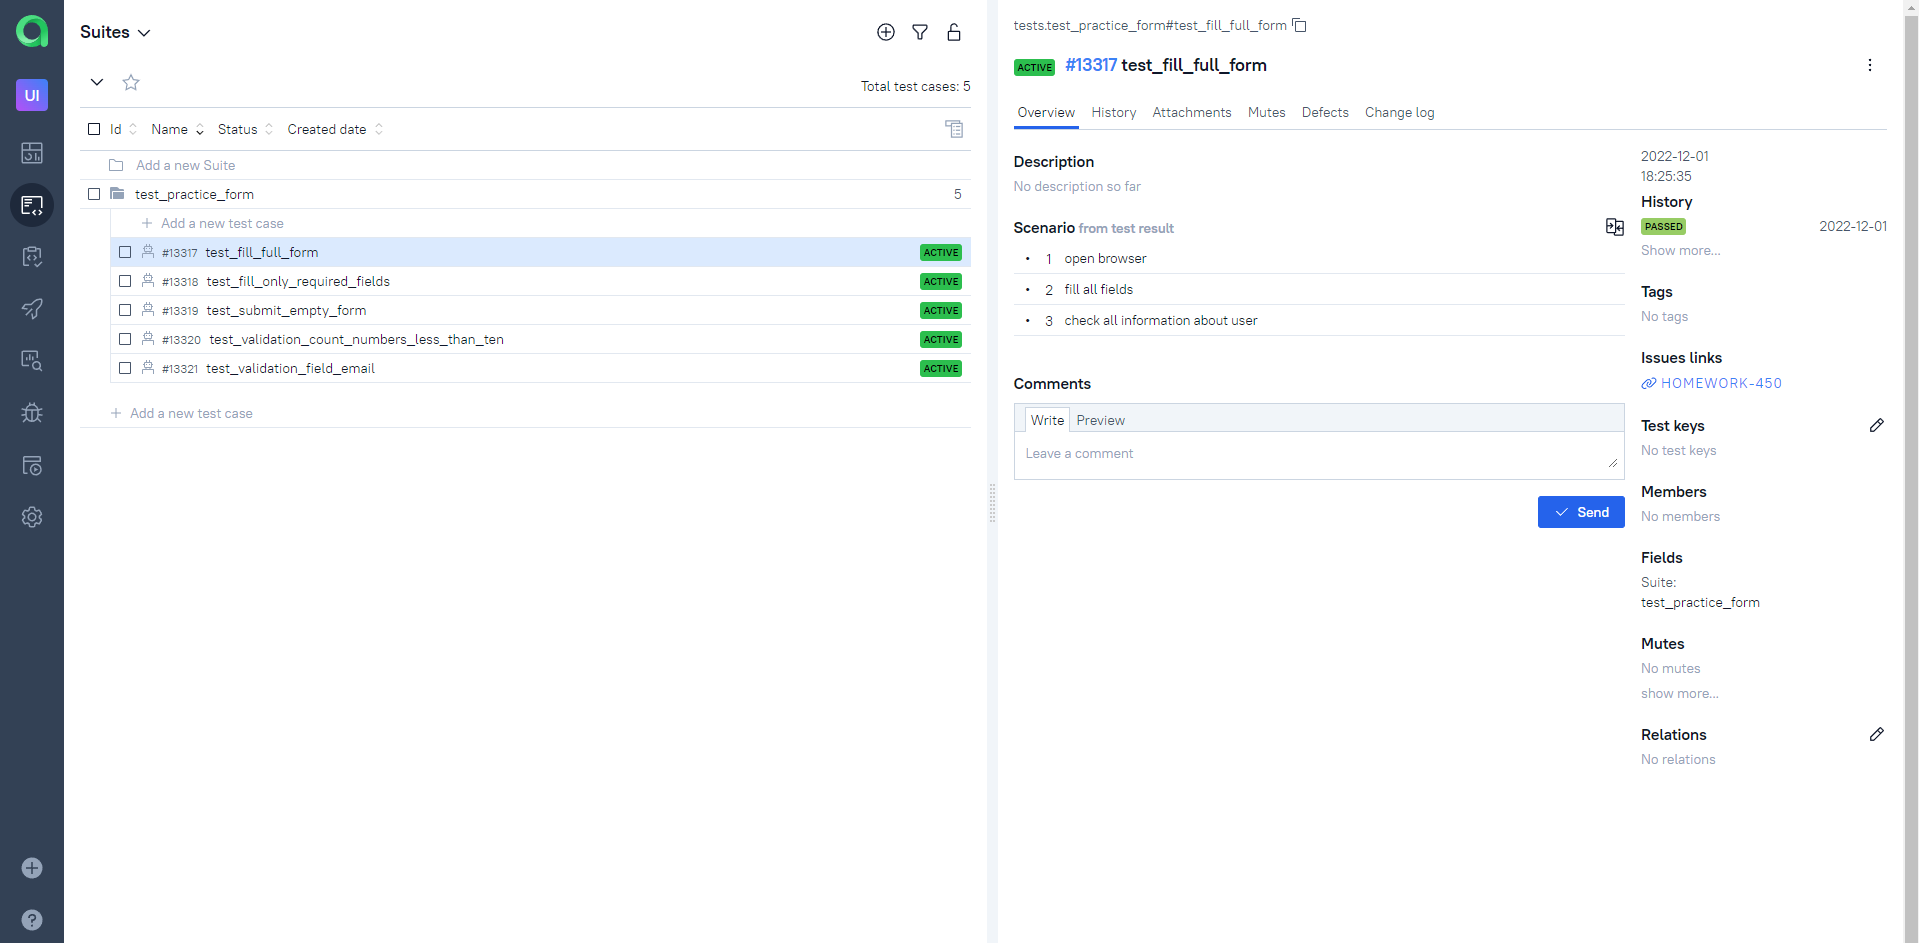 UI
Suites
Total test cases: 5
Id Name Status Created date
Add a new Suite
test_practice_form 5
Add a new test case
#13317 test_fill_full_form ACTIVE
#13318 test_fill_only_required_fields ACTIVE
#13319 test_submit_empty_form ACTIVE
#13320 test_validation_count_numbers_less_than_ten ACTIVE
#13321 test_validation_field_email ACTIVE
Add a new test case
tests.test_practice_form#test_fill_full_form
ACTIVE #13317 test_fill_full_form
Overview History Attachments Mutes Defects Change log
Description
No description so far
Scenario from test result
• 1 open browser
• 2 fill all fields
• 3 check all information about user
Comments
Write Preview
Leave a comment
Send
2022-12-01
18:25:35
History
PASSED 2022-12-01
Show more...
Tags
No tags
Issues links
HOMEWORK-450
Test keys
No test keys
Members
No members
Fields
Suite:
test_practice_form
Mutes
No mutes
show more...
Relations
No relations